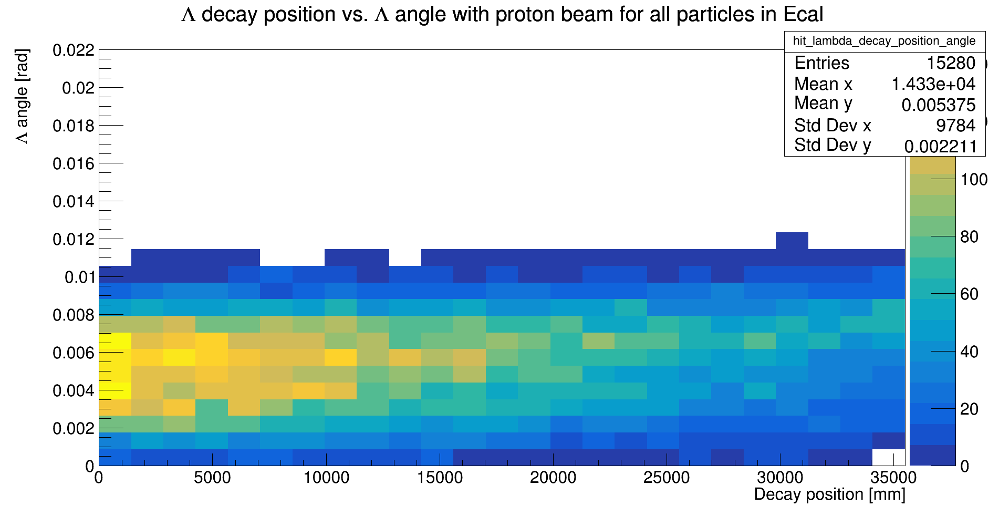 Λ decay position vs. Λ angle with proton beam for all particles in Ecal
hit_lambda_decay_position_angle
Entries 15280
Mean x 1.433e+04
Mean y 0.005375
Std Dev x 9784
Std Dev y 0.002211
Λ angle [rad]
0.022
0.02
0.018
0.016
0.014
0.012
0.01
0.008
0.006
0.004
0.002
0
0 5000 10000 15000 20000 25000 30000 35000
Decay position [mm]
100
80
60
40
20
0